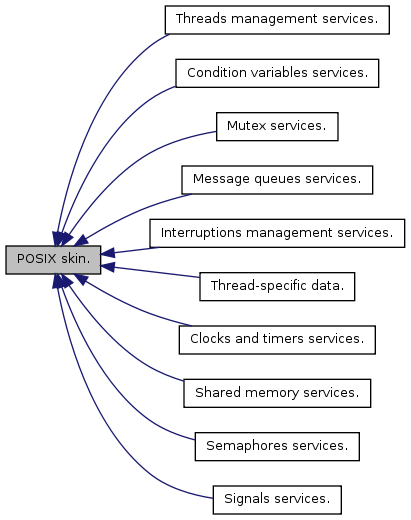 Threads management services.
Condition variables services.
Mutex services.
Message queues services.
Interruptions management services.
POSIX skin.
Thread-specific data.
Clocks and timers services.
Shared memory services.
Semaphores services.
Signals services.